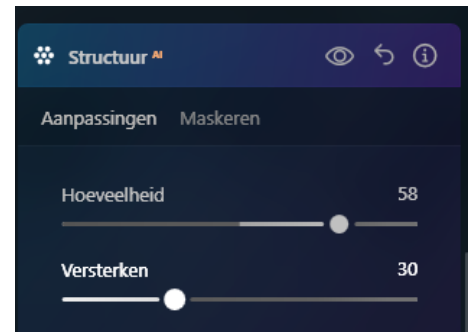 Structuur AI
Aanpassingen Maskeren
Hoeveelheid 58
Versterken 30